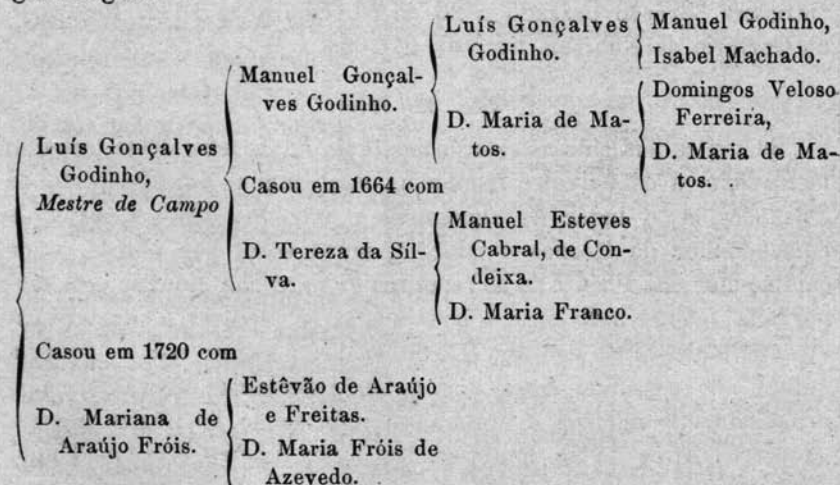 Luís Gonçalves
Godinho,
Mestre de Campo
Casou em 1720 com
D. Mariana de
Araújo Fróis.
Manuel Gonçal-
ves Godinho.
Casou em 1664 com
D. Tereza da Síl-
va.
Estêvão de Araújo
e Freitas.
D. Maria Fróis de
Azevedo.
Luís Gonçalves
Godinho.
D. Maria de Ma-
tos.
Manuel Esteves
Cabral, de Con-
deixa.
D. Maria Franco.
Manuel Godinho,
Isabel Machado.
Domingos Veloso
Ferreira,
D. Maria de Ma-
tos.